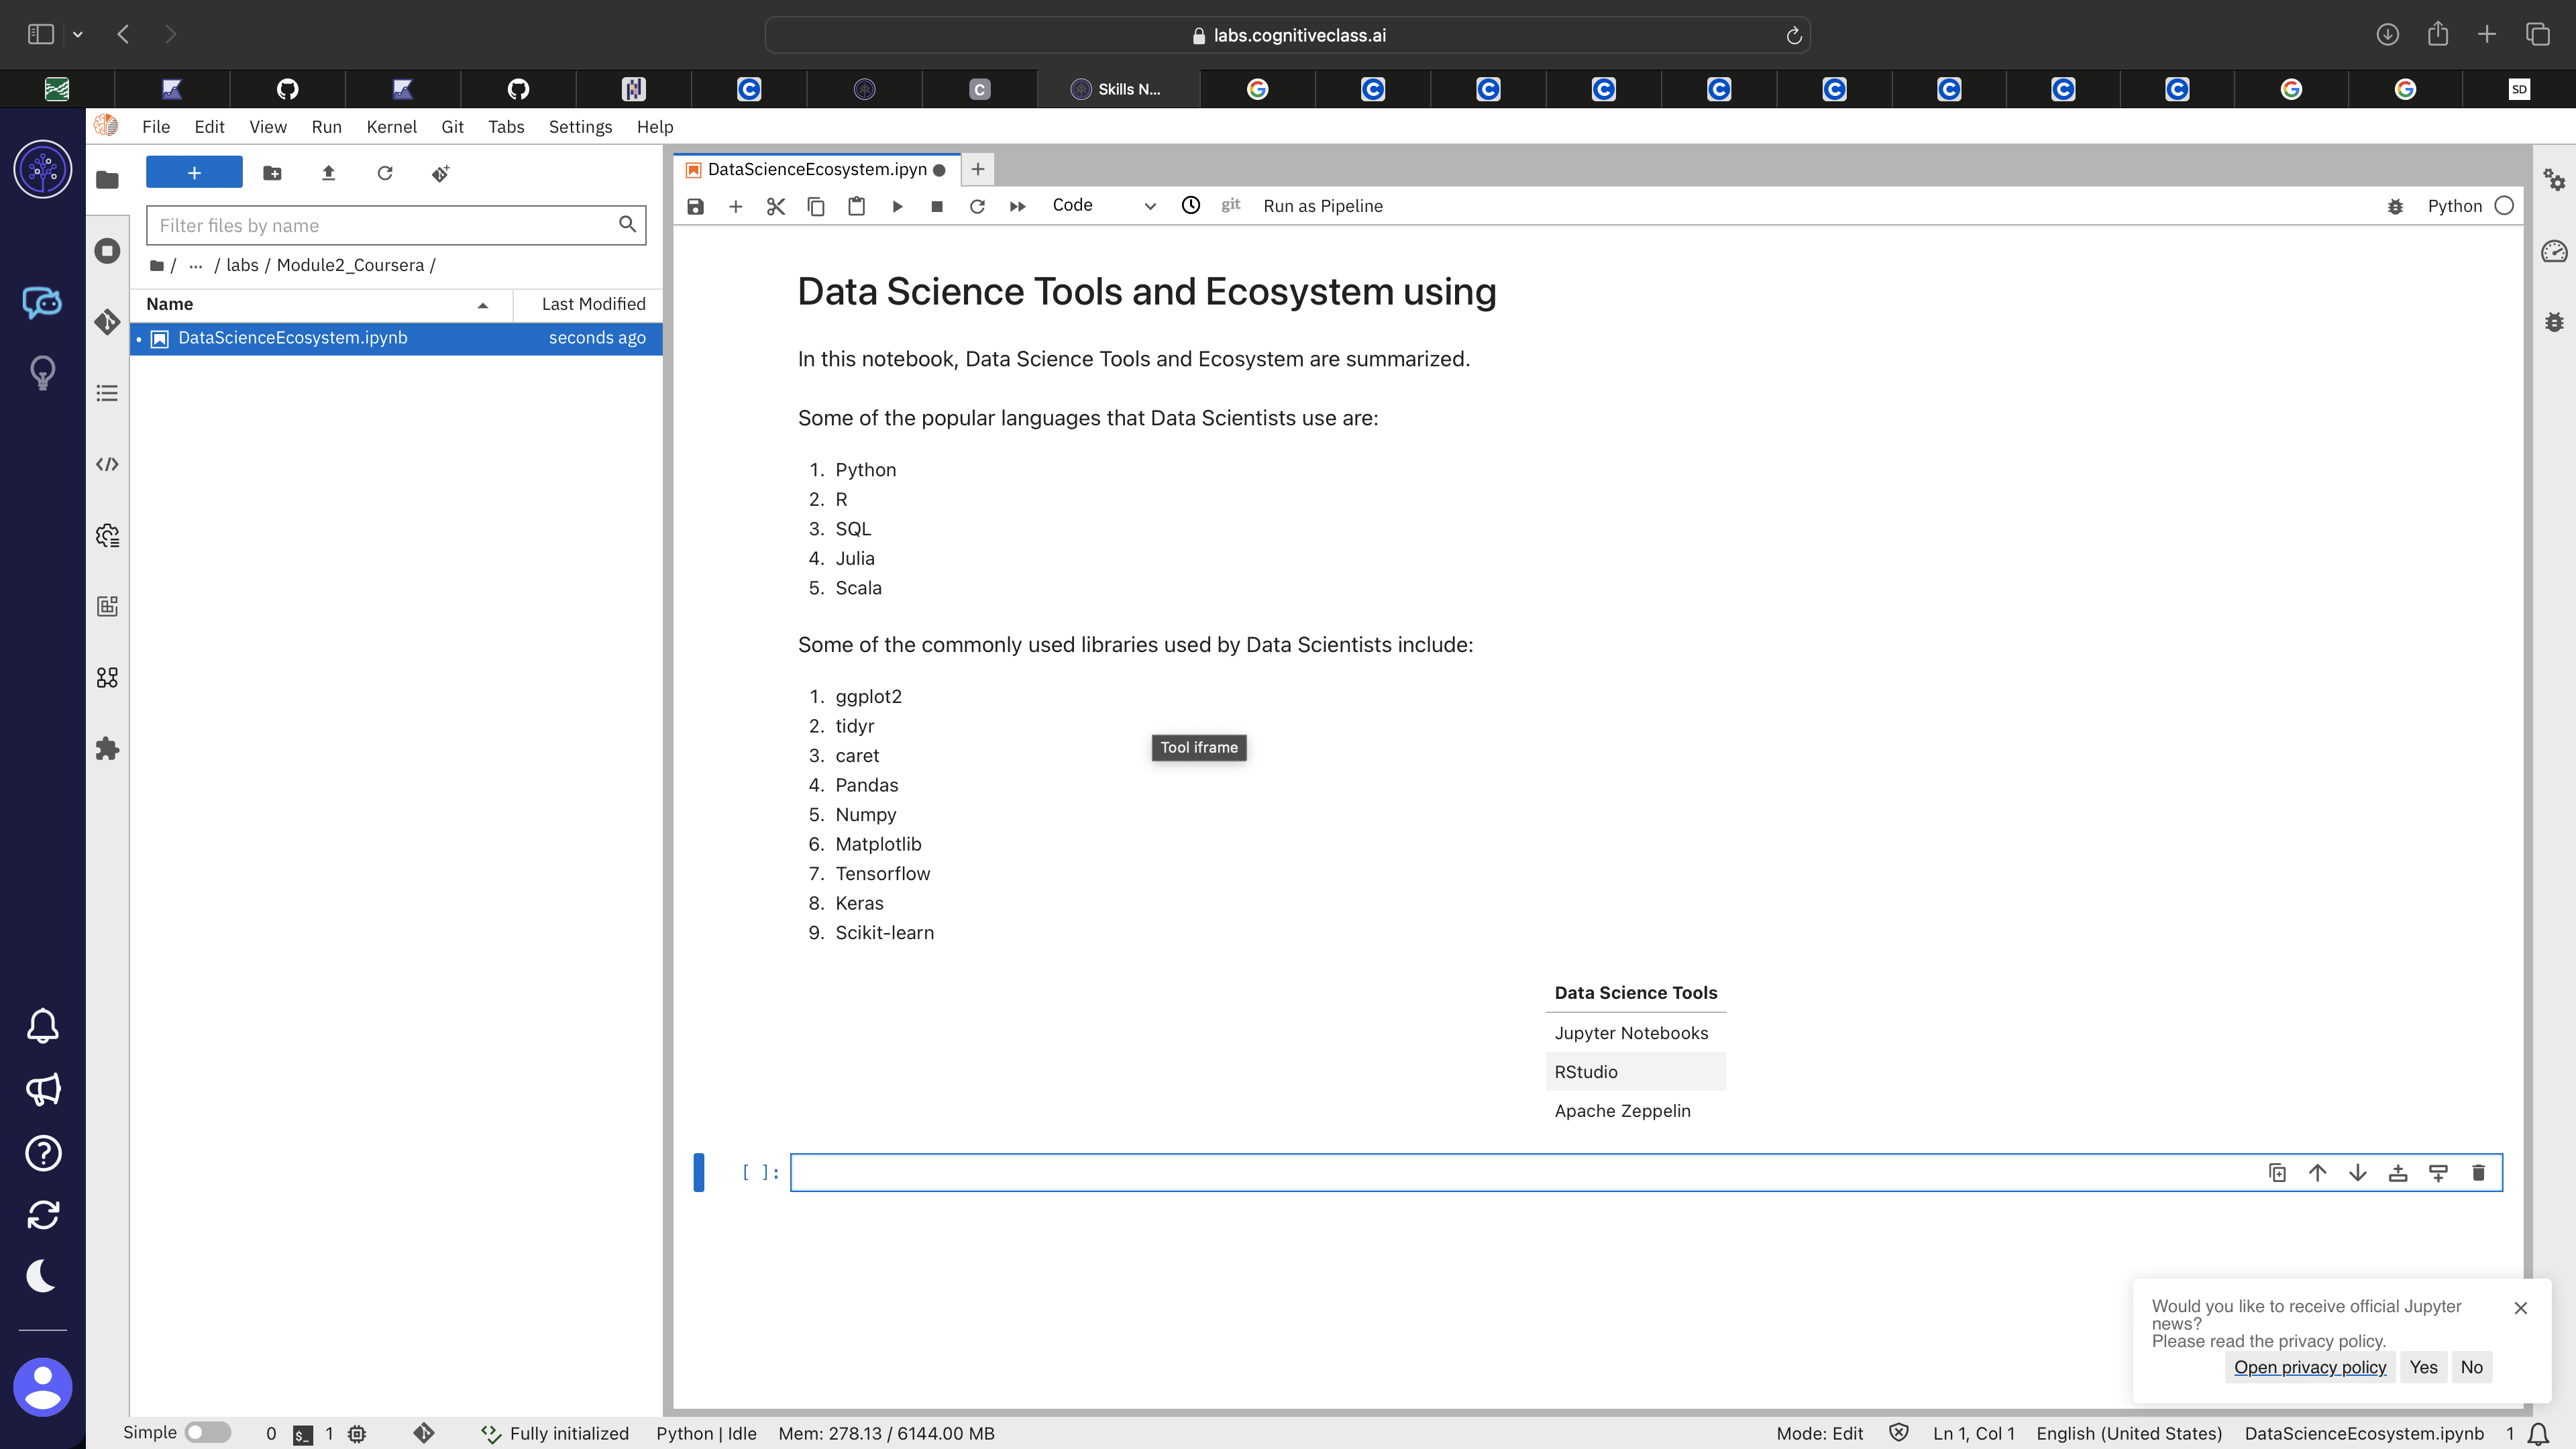 labs.cognitiveclass.ai
C
Skills N...
SD
File Edit View Run Kernel Git Tabs Settings Help
+
DataScienceEcosystem.ipyn
Filter files by name
Code
git
Run as Pipeline
Python
/ ... / labs / Module2_Coursera /
Name
Last Modified
DataScienceEcosystem.ipynb
seconds ago
Data Science Tools and Ecosystem using
In this notebook, Data Science Tools and Ecosystem are summarized.
Some of the popular languages that Data Scientists use are:
1. Python
2. R
3. SQL
4. Julia
5. Scala
Some of the commonly used libraries used by Data Scientists include:
1. ggplot2
2. tidyr
3. caret
4. Pandas
5. Numpy
6. Matplotlib
7. Tensorflow
8. Keras
9. Scikit-learn
Tool iframe
Data Science Tools
Jupyter Notebooks
RStudio
Apache Zeppelin
[ ]:
Would you like to receive official Jupyter
news?
Please read the privacy policy.
Open privacy policy
Yes
No
Simple
0
$_
1
Fully initialized
Python | Idle
Mem: 278.13 / 6144.00 MB
Mode: Edit
Ln 1, Col 1
English (United States)
DataScienceEcosystem.ipynb
1